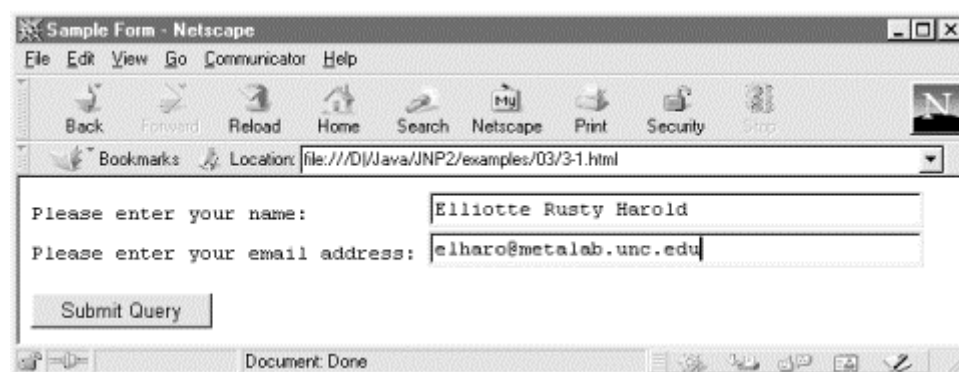 Sample Form - Netscape
File Edit View Go Communicator Help
My
N
Back Forward Reload Home Search Netscape Print Security Stop
Bookmarks Location: file:///D|/Java/JNP2/examples/03/3-1.html
Please enter your name: Elliotte Rusty Harold
Please enter your email address: elharo@metalab.unc.edu
Submit Query
Document: Done